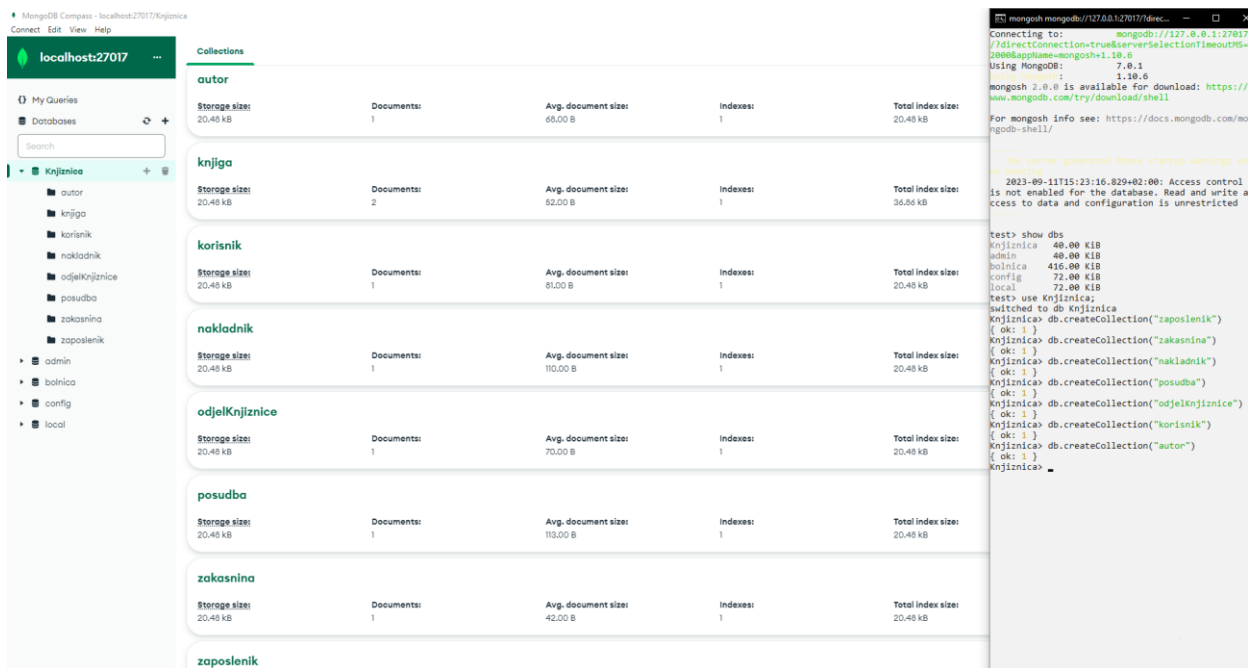 MongoDB Compass - localhost:27017/Knjiznica
Connect Edit View Help
localhost:27017 ...
{} My Queries
Databases
Search
Knjiznica
autor
knjiga
korisnik
nakladnik
odjelKnjiznice
posudba
zakasnina
zaposlenik
admin
bolnica
config
local
Collections
autor
Storage size: Documents: Avg. document size: Indexes: Total index size:
20.48 kB 1 68.00 B 1 20.48 kB
knjiga
Storage size: Documents: Avg. document size: Indexes: Total index size:
20.48 kB 2 52.00 B 1 36.86 kB
korisnik
Storage size: Documents: Avg. document size: Indexes: Total index size:
20.48 kB 1 81.00 B 1 20.48 kB
nakladnik
Storage size: Documents: Avg. document size: Indexes: Total index size:
20.48 kB 1 110.00 B 1 20.48 kB
odjelKnjiznice
Storage size: Documents: Avg. document size: Indexes: Total index size:
20.48 kB 1 70.00 B 1 20.48 kB
posudba
Storage size: Documents: Avg. document size: Indexes: Total index size:
20.48 kB 1 113.00 B 1 20.48 kB
zakasnina
Storage size: Documents: Avg. document size: Indexes: Total index size:
20.48 kB 1 42.00 B 1 20.48 kB
zaposlenik
mongosh mongodb://127.0.0.1:27017/?direc...
Connecting to: mongodb://127.0.0.1:27017
/?directConnection=true&serverSelectionTimeoutMS=
2000&appName=mongosh+1.10.6
Using MongoDB: 7.0.1
: 1.10.6
mongosh 2.0.0 is available for download: https://
www.mongodb.com/try/download/shell
For mongosh info see: https://docs.mongodb.com/mo
ngodb-shell/
2023-09-11T15:23:16.829+02:00: Access control
is not enabled for the database. Read and write a
ccess to data and configuration is unrestricted
test> show dbs
Knjiznica 40.00 KiB
admin 40.00 KiB
bolnica 416.00 KiB
config 72.00 KiB
local 72.00 KiB
test> use Knjiznica;
switched to db Knjiznica
Knjiznica> db.createCollection("zaposlenik")
{ ok: 1 }
Knjiznica> db.createCollection("zakasnina")
{ ok: 1 }
Knjiznica> db.createCollection("nakladnik")
{ ok: 1 }
Knjiznica> db.createCollection("posudba")
{ ok: 1 }
Knjiznica> db.createCollection("odjelKnjiznice")
{ ok: 1 }
Knjiznica> db.createCollection("korisnik")
{ ok: 1 }
Knjiznica> db.createCollection("autor")
{ ok: 1 }
Knjiznica>